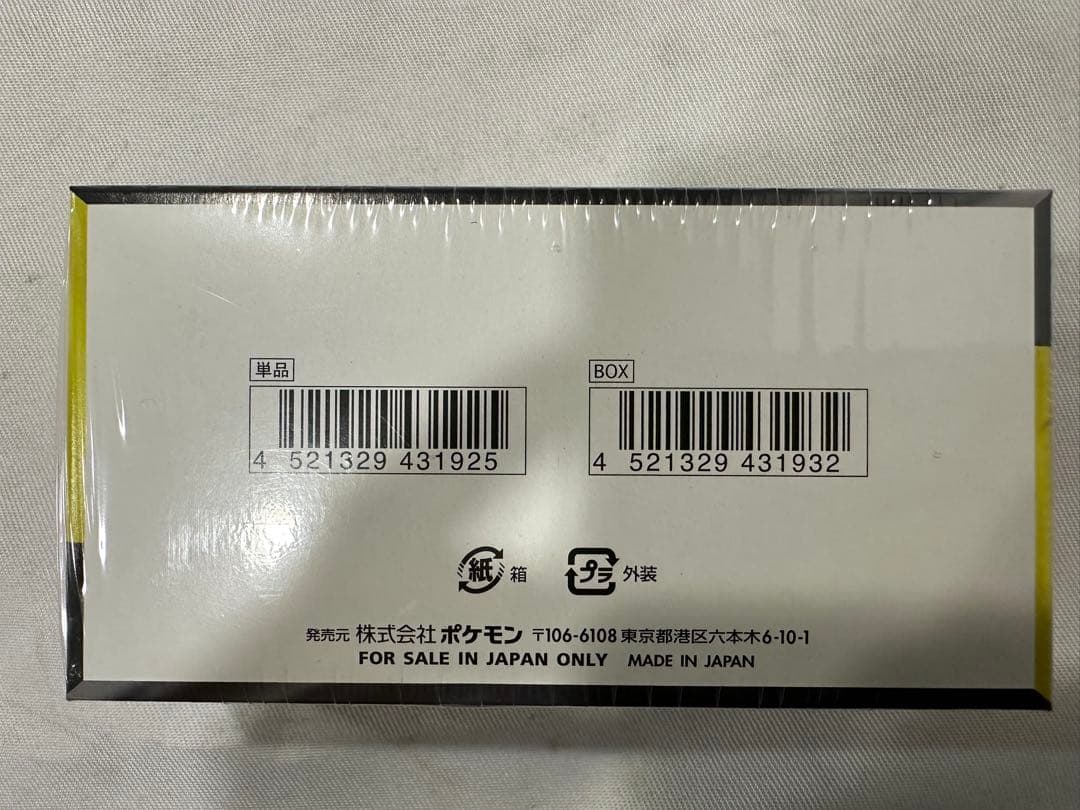 単品
BOX
4 521329 431925
4 521329 431932
紙 箱
プラ 外装
発売元 株式会社 ポケモン 〒106-6108 東京都港区六本木6-10-1
FOR SALE IN JAPAN ONLY MADE IN JAPAN